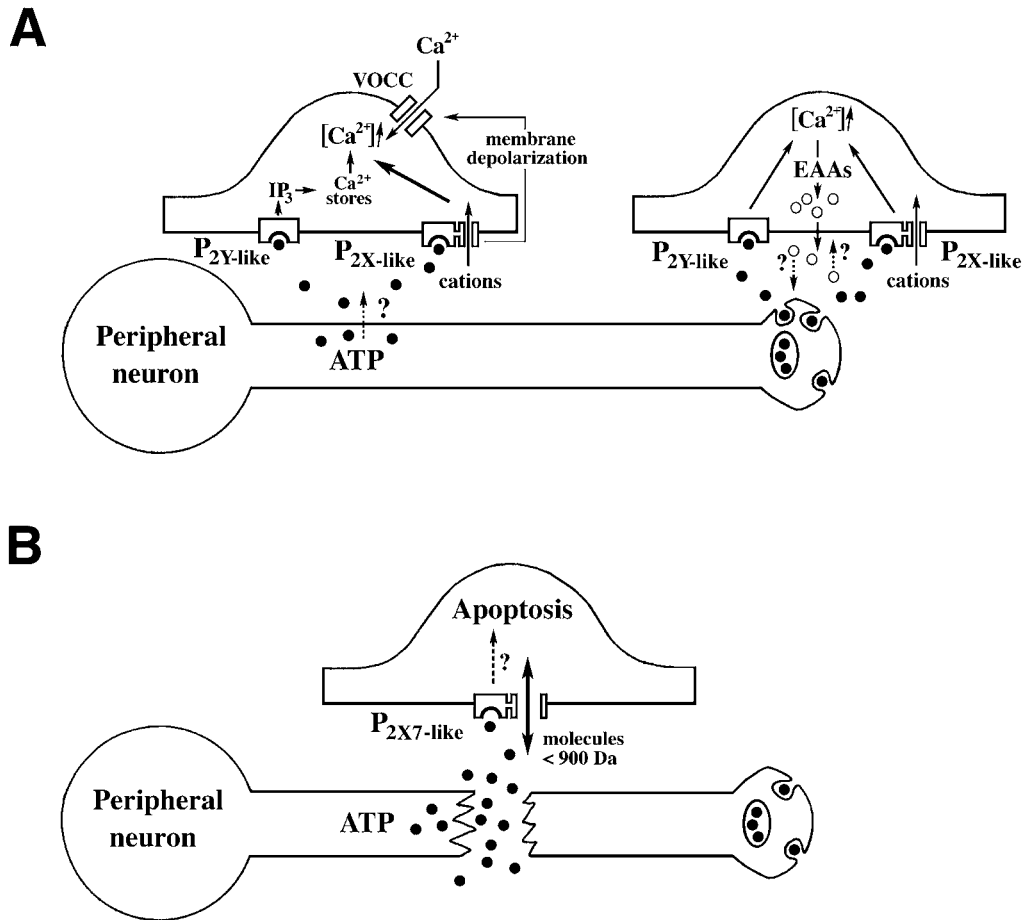 A
Ca2+
VOCC
[Ca2+]
membrane
depolarization
IP3
Ca2+
stores
P2Y-like
P2X-like
cations
?
ATP
Peripheral
neuron
[Ca2+]
EAAs
P2Y-like
?
?
P2X-like
cations
B
Apoptosis
?
P2X7-like
molecules
< 900 Da
Peripheral
neuron
ATP